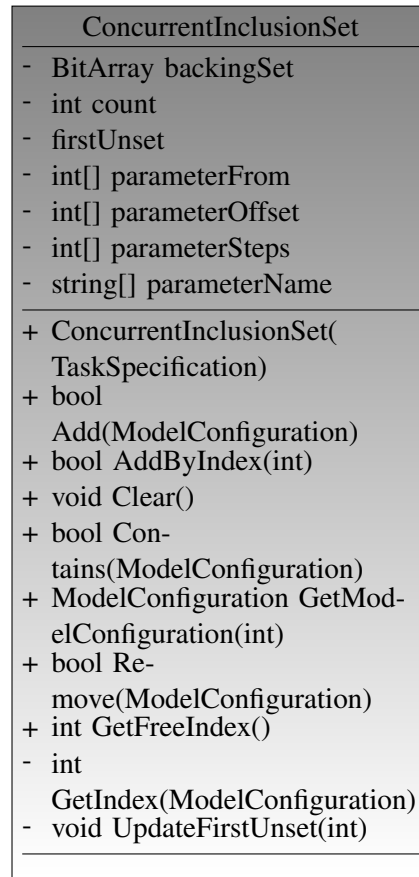 ConcurrentInclusionSet
- BitArray backingSet
- int count
- firstUnset
- int[] parameterFrom
- int[] parameterOffset
- int[] parameterSteps
- string[] parameterName
+ ConcurrentInclusionSet(
TaskSpecification)
+ bool
Add(ModelConfiguration)
+ bool AddByIndex(int)
+ void Clear()
+ bool Con-
tains(ModelConfiguration)
+ ModelConfiguration GetMod-
elConfiguration(int)
+ bool Re-
move(ModelConfiguration)
+ int GetFreeIndex()
- int
GetIndex(ModelConfiguration)
- void UpdateFirstUnset(int)